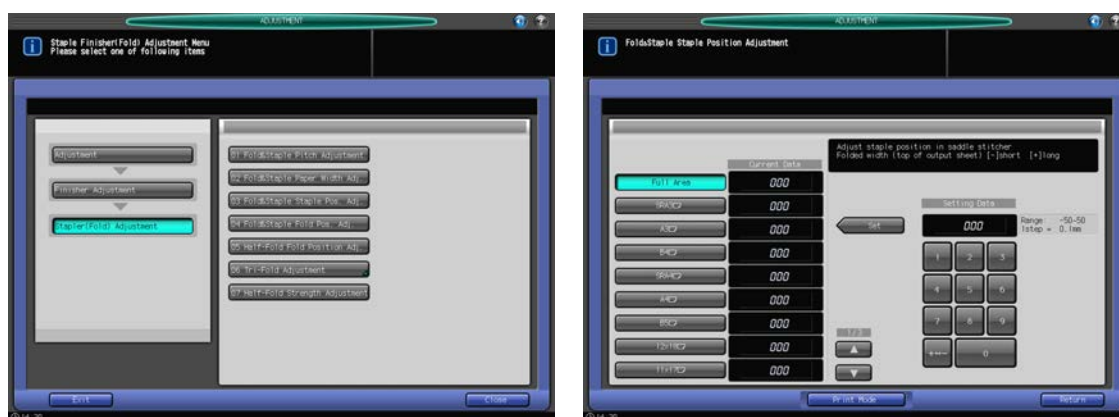 ADJUSTMENT
Staple Finisher(Fold) Adjustment Menu
Please select one of following items
Adjustment
Finisher Adjustment
Stapler(Fold) Adjustment
01 Fold&Staple Pitch Adjustment
02 Fold&Staple Paper Width Adj.
03 Fold&Staple Staple Pos. Adj.
04 Fold&Staple Fold Pos. Adj.
05 Half-Fold Fold Position Adj.
06 Tri-Fold Adjustment
07 Half-Fold Strength Adjustment
Exit
Close
14:20
ADJUSTMENT
Fold&Staple Staple Position Adjustment
Adjust staple position in saddle stitcher
Folded width (top of output sheet) [-]short [+]long
Current Data
Full Area 000
SRA3 000
A3 000
B4 000
SRA4 000
A4 000
B5 000
12x18 000
11x17 000
Set
Setting Data
000
Range -50-50
1step = 0.1mm
1 2 3
4 5 6
7 8 9
0
1/3
Print Mode
Return
14:20